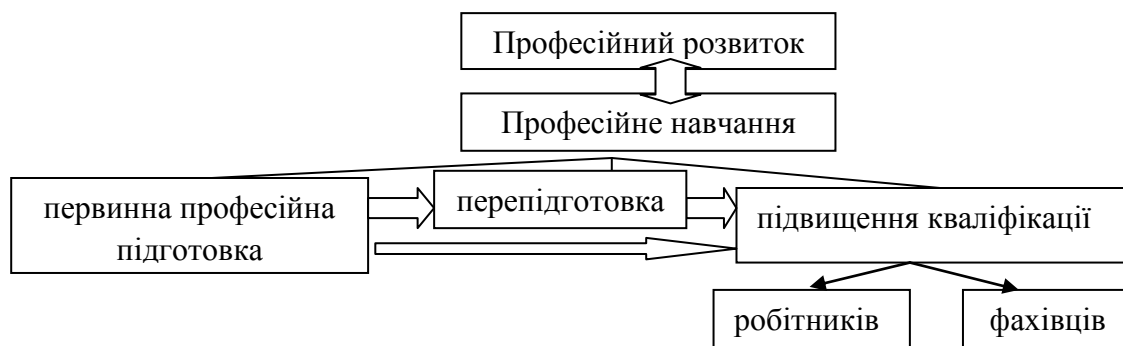 Професійний розвиток
Професійне навчання
первинна професійна
підготовка
перепідготовка
підвищення кваліфікації
робітників
фахівців